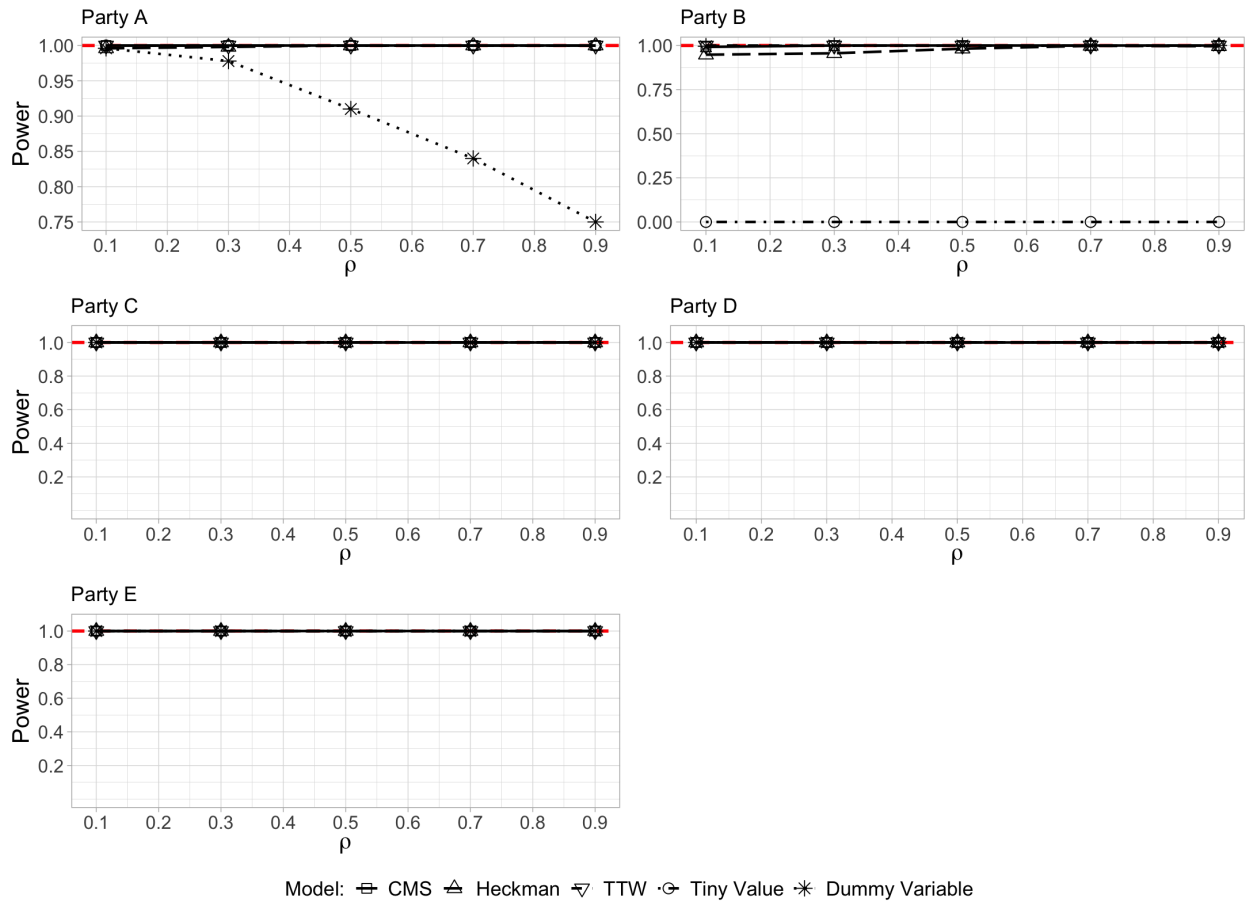 Party A
Power
1.00
0.95
0.90
0.85
0.80
0.75
0.1 0.2 0.3 0.4 0.5 0.6 0.7 0.8 0.9
ρ
Party B
1.00
0.75
0.50
0.25
0.00
0.1 0.2 0.3 0.4 0.5 0.6 0.7 0.8 0.9
ρ
Party C
Power
1.0
0.8
0.6
0.4
0.2
0.1 0.2 0.3 0.4 0.5 0.6 0.7 0.8 0.9
ρ
Party D
1.0
0.8
0.6
0.4
0.2
0.1 0.2 0.3 0.4 0.5 0.6 0.7 0.8 0.9
ρ
Party E
Power
1.0
0.8
0.6
0.4
0.2
0.1 0.2 0.3 0.4 0.5 0.6 0.7 0.8 0.9
ρ
Model: CMS Heckman TTW Tiny Value Dummy Variable